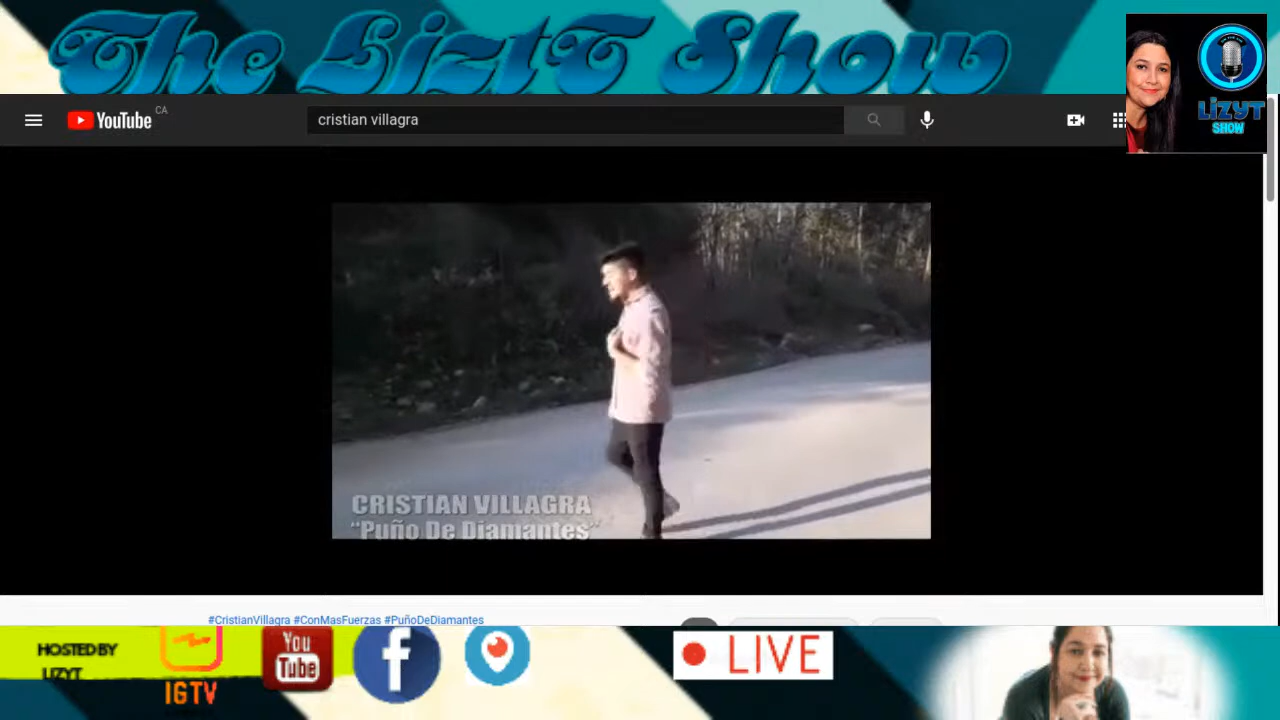 The LiztT Show
YouTube CA
cristian villagra
LiZYT
SHOW
CRISTIAN VILLAGRA
"Puño De Diamantes"
#CristianVillagra #ConMasFuerzas #PuñoDeDiamantes
HOSTED BY
LIZYT
IGTV
You
Tube
f
LIVE